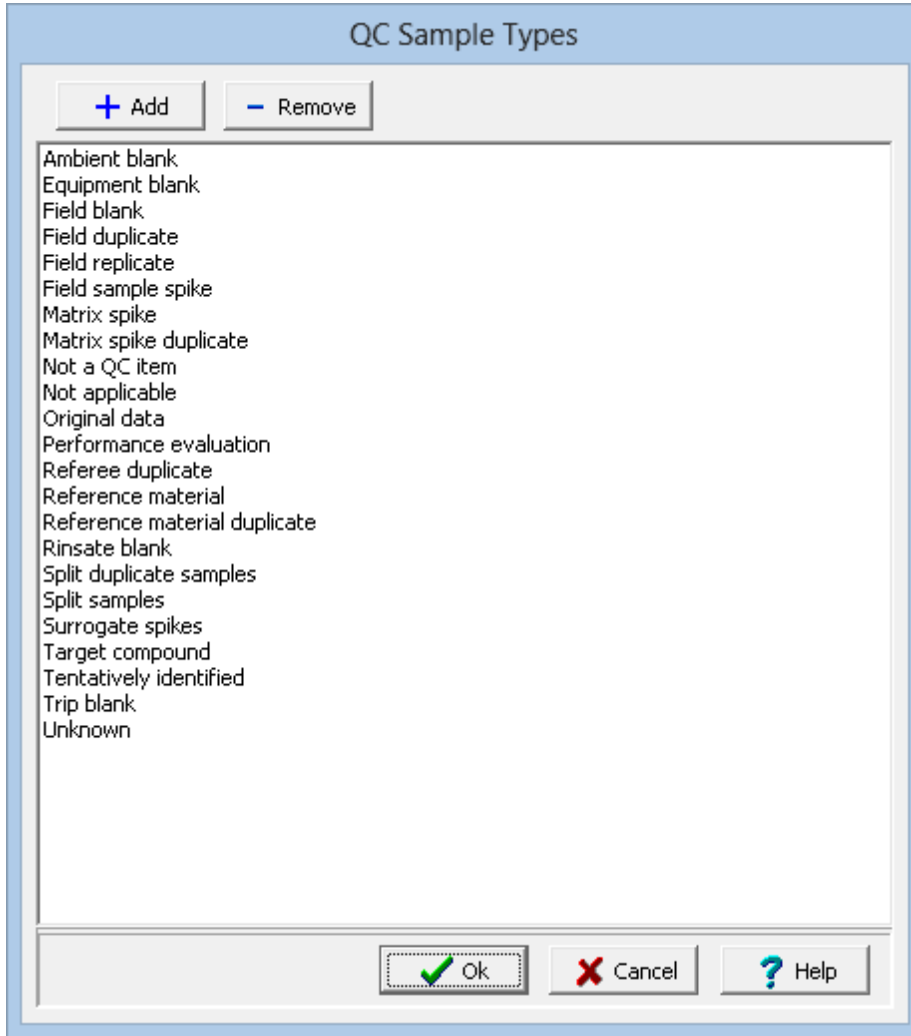 QC Sample Types
Add
Remove
Ambient blank
Equipment blank
Field blank
Field duplicate
Field replicate
Field sample spike
Matrix spike
Matrix spike duplicate
Not a QC item
Not applicable
Original data
Performance evaluation
Referee duplicate
Reference material
Reference material duplicate
Rinsate blank
Split duplicate samples
Split samples
Surrogate spikes
Target compound
Tentatively identified
Trip blank
Unknown
Ok
Cancel
Help